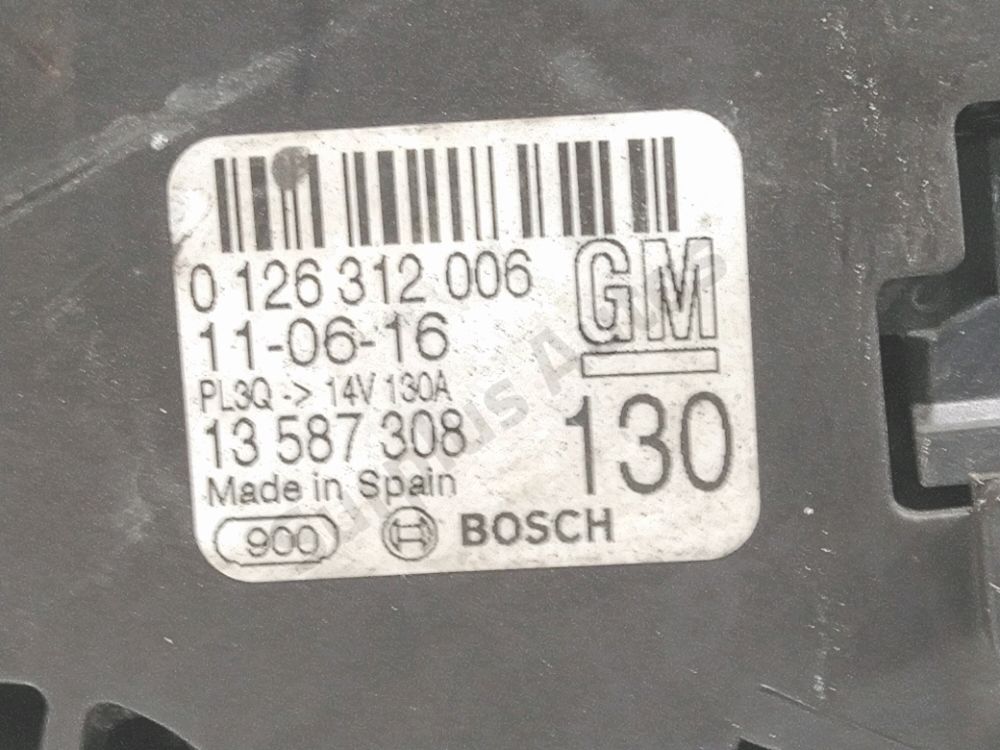 0 126 312 006
GM
11-06-16
PL3Q -> 14V 130A
13 587 308
130
Made in Spain
900
BOSCH